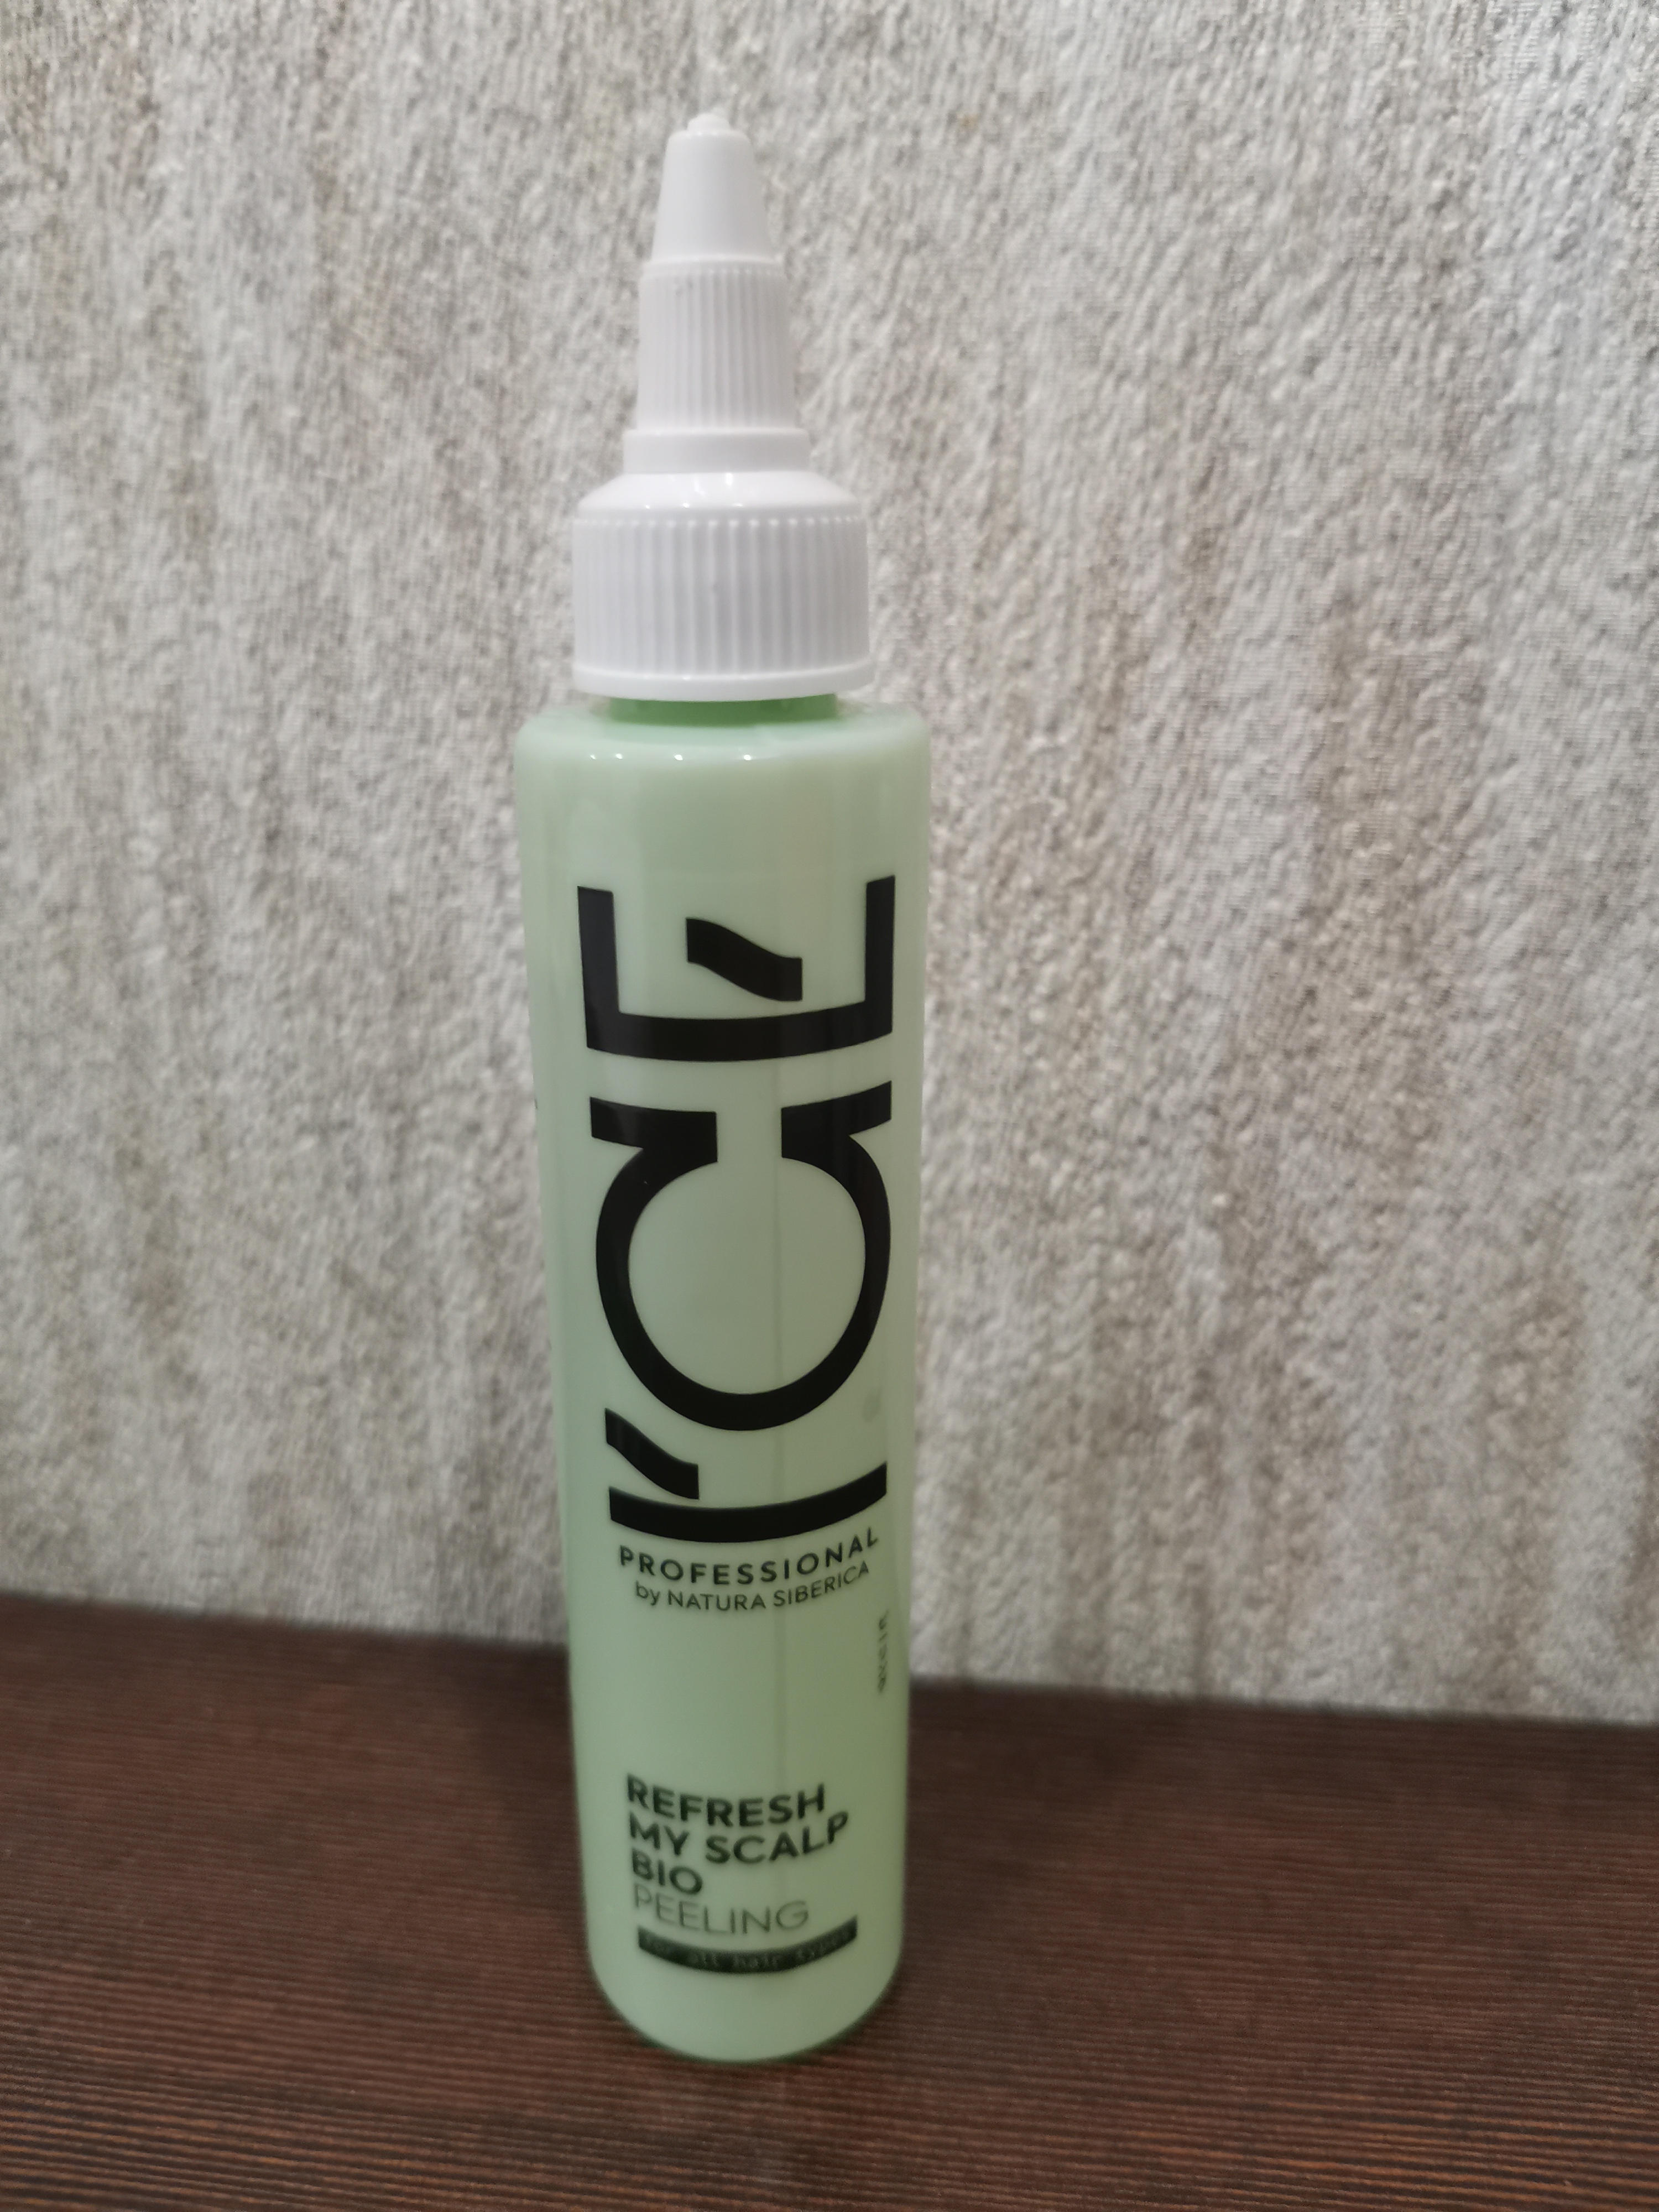 I'CE'
PROFESSIONAL
by NATURA SIBERICA
REFRESH
MY SCALP
BIO
PEELING
for all hair types